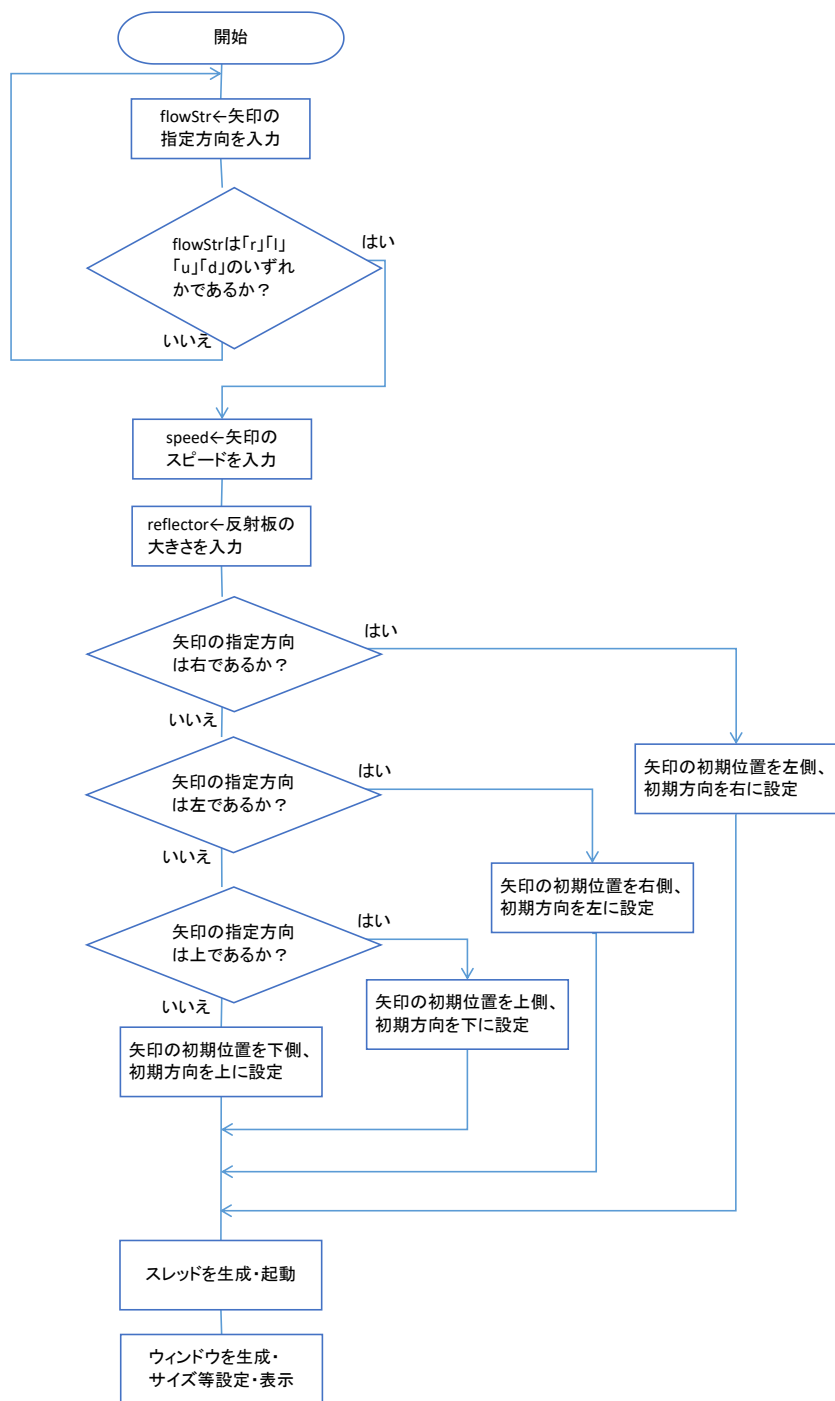 開始
flowStr←矢印の
指定方向を入力
flowStrは「r」「l」
「u」「d」のいずれ
かであるか？
はい
いいえ
speed←矢印の
スピードを入力
reflector←反射板の
大きさを入力
矢印の指定方向
は右であるか？
はい
いいえ
矢印の初期位置を左側、
初期方向を右に設定
矢印の指定方向
は左であるか？
はい
いいえ
矢印の初期位置を右側、
初期方向を左に設定
矢印の指定方向
は上であるか？
はい
いいえ
矢印の初期位置を上側、
初期方向を下に設定
矢印の初期位置を下側、
初期方向を上に設定
スレッドを生成・起動
ウィンドウを生成・
サイズ等設定・表示